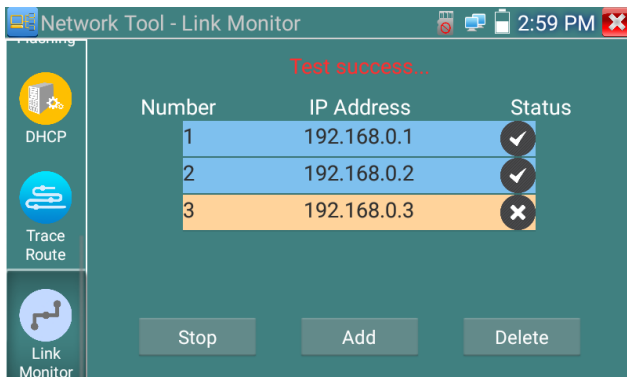 Network Tool - Link Monitor
2:59 PM
Flashing
Test success...
Number IP Address Status
1 192.168.0.1
2 192.168.0.2
3 192.168.0.3
DHCP
Trace
Route
Link
Monitor
Stop Add Delete